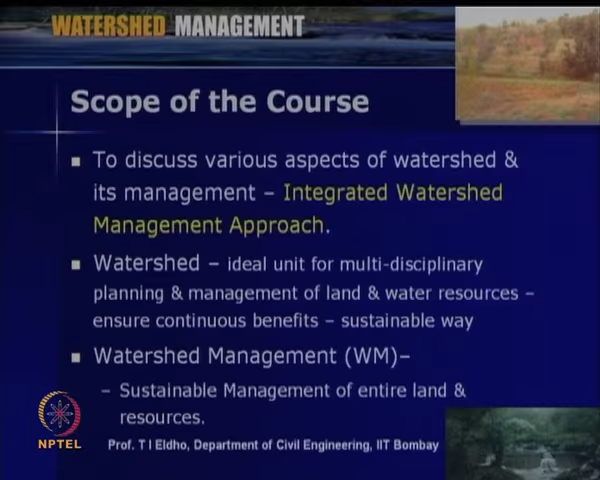 WATERSHED MANAGEMENT
Scope of the Course
▪ To discuss various aspects of watershed &
its management – Integrated Watershed
Management Approach.
▪ Watershed – ideal unit for multi-disciplinary
planning & management of land & water resources –
ensure continuous benefits – sustainable way
▪ Watershed Management (WM)–
– Sustainable Management of entire land &
resources.
NPTEL
Prof. T I Eldho, Department of Civil Engineering, IIT Bombay